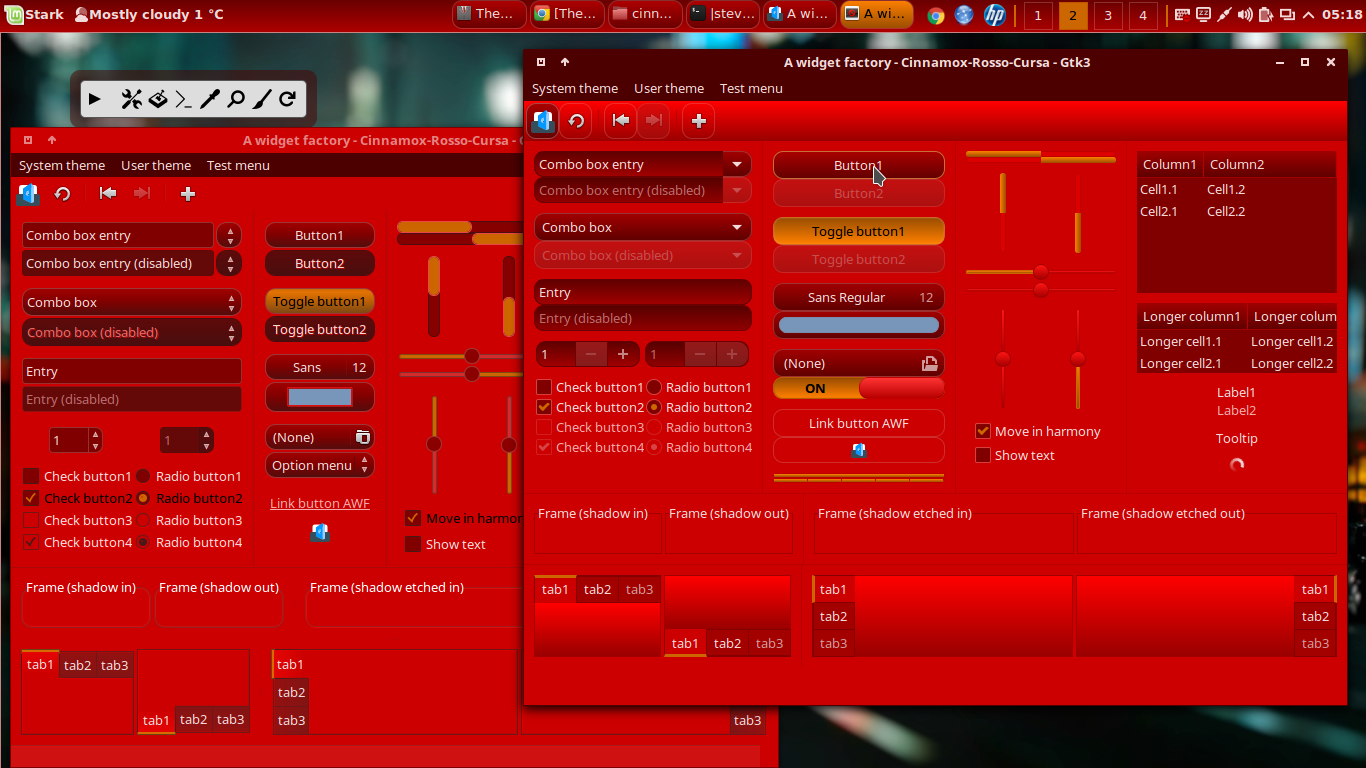 Stark
Mostly cloudy 1 °C
The...
[The...
cinn...
|stev...
A wi...
A wi...
1 2 3 4
05:18
A widget factory - Cinnamox-Rosso-Cursa - G
System theme User theme Test menu
Combo box entry
Combo box entry (disabled)
Combo box
Combo box (disabled)
Entry
Entry (disabled)
1 1
Check button1 Radio button1
Check button2 Radio button2
Check button3 Radio button3
Check button4 Radio button4
Button1
Button2
Toggle button1
Toggle button2
Sans 12
(None)
Option menu
Link button AWF
Move in harmon
Show text
Frame (shadow in) Frame (shadow out) Frame (shadow etched in)
tab1 tab2 tab3
tab1 tab2 tab3
tab1
tab2
tab3
tab3
A widget factory - Cinnamox-Rosso-Cursa - Gtk3
System theme User theme Test menu
Combo box entry
Combo box entry (disabled)
Combo box
Combo box (disabled)
Entry
Entry (disabled)
1 1
Check button1 Radio button1
Check button2 Radio button2
Check button3 Radio button3
Check button4 Radio button4
Button1
Button2
Toggle button1
Toggle button2
Sans Regular 12
(None)
ON
Link button AWF
Move in harmony
Show text
Column1 Column2
Cell1.1 Cell1.2
Cell2.1 Cell2.2
Longer column1 Longer colum
Longer cell1.1 Longer cell1.2
Longer cell2.1 Longer cell2.2
Label1
Label2
Tooltip
Frame (shadow in) Frame (shadow out) Frame (shadow etched in) Frame (shadow etched out)
tab1 tab2 tab3
tab1 tab2 tab3
tab1
tab2
tab3
tab1
tab2
tab3